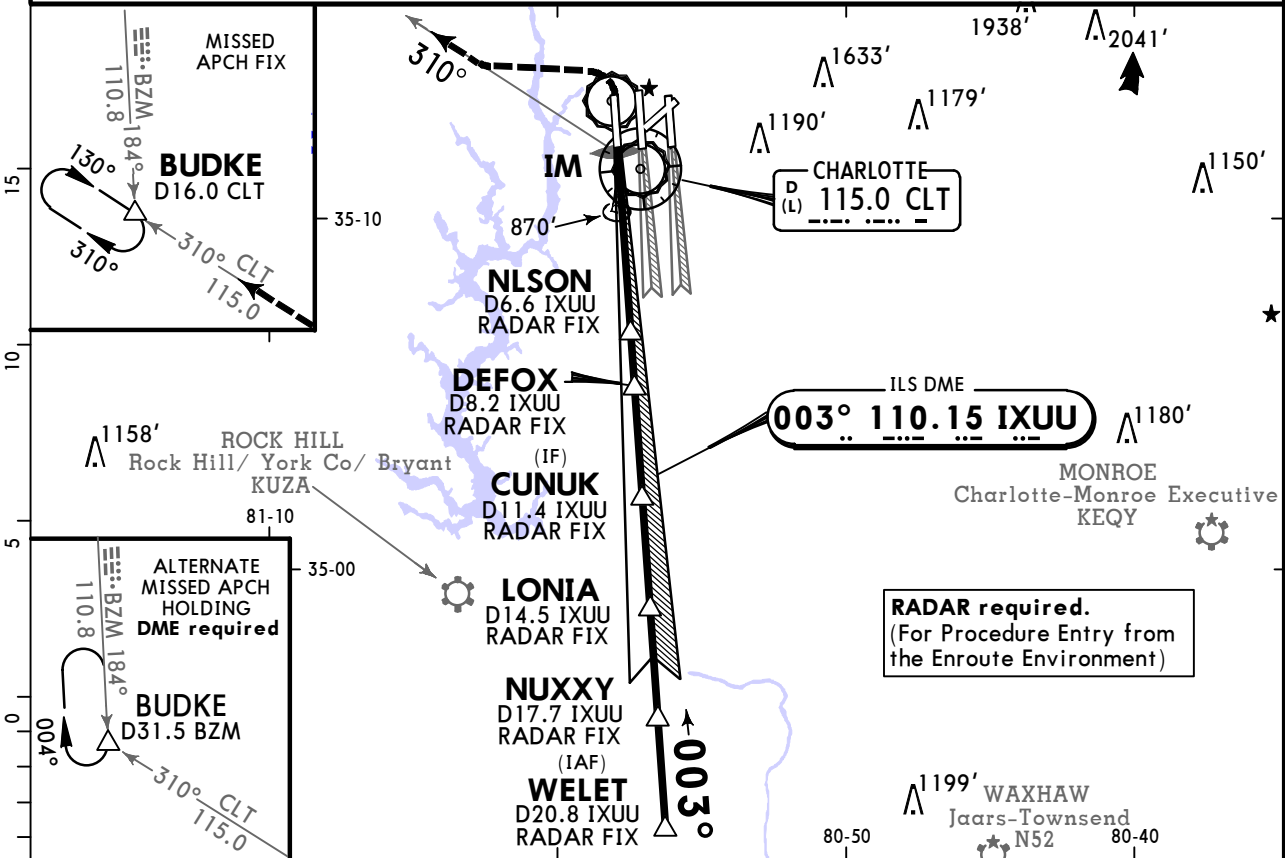 MISSED
APCH FIX
BZM
110.8
184°
BUDKE
D16.0 CLT
130°
310°
310° CLT
115.0
310°
IM
870'
1938'
2041'
1633'
1179'
1190'
1150'
CHARLOTTE
D
(L)
115.0 CLT
15
35-10
NLSON
D6.6 IXUU
RADAR FIX
10
DEFOX
D8.2 IXUU
RADAR FIX
ILS DME
003° 110.15 IXUU
1158'
1180'
ROCK HILL
Rock Hill/ York Co/ Bryant
KUZA
(IF)
CUNUK
D11.4 IXUU
RADAR FIX
MONROE
Charlotte-Monroe Executive
KEQY
81-10
5
35-00
ALTERNATE
MISSED APCH
HOLDING
DME required
BZM
110.8
184°
004°
BUDKE
D31.5 BZM
310° CLT
115.0
LONIA
D14.5 IXUU
RADAR FIX
RADAR required.
(For Procedure Entry from
the Enroute Environment)
0
NUXXY
D17.7 IXUU
RADAR FIX
(IAF)
WELET
D20.8 IXUU
RADAR FIX
003°
1199'
WAXHAW
Jaars-Townsend
N52
80-50
80-40